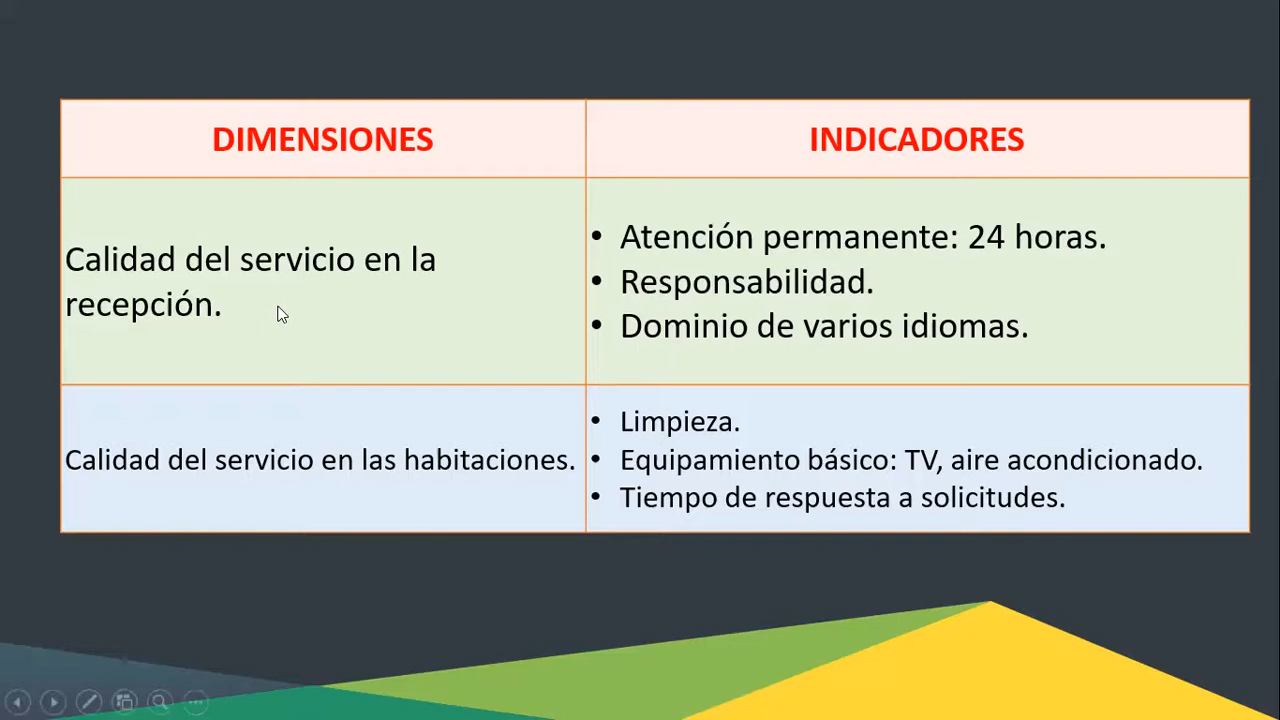 DIMENSIONES
INDICADORES
Calidad del servicio en la
recepción.
• Atención permanente: 24 horas.
• Responsabilidad.
• Dominio de varios idiomas.
Calidad del servicio en las habitaciones.
• Limpieza.
• Equipamiento básico: TV, aire acondicionado.
• Tiempo de respuesta a solicitudes.